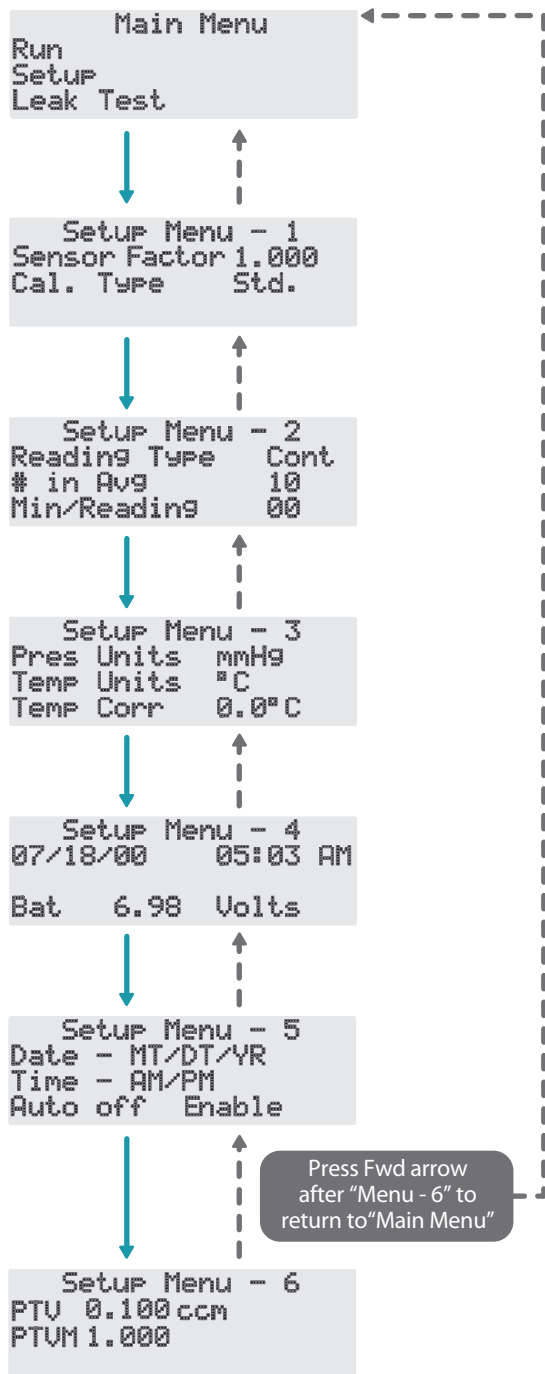 Main Menu
Run
Setup
Leak Test
Setup Menu - 1
Sensor Factor 1.000
Cal. Type Std.
Setup Menu - 2
Reading Type Cont
# in Avg 10
Min/Reading 00
Setup Menu - 3
Pres Units mmHg
Temp Units °C
Temp Corr 0.0°C
Setup Menu - 4
07/18/00 05:03 AM
Bat 6.98 Volts
Setup Menu - 5
Date - MT/DT/YR
Time - AM/PM
Auto off Enable
Press Fwd arrow
after “Menu - 6” to
return to“Main Menu”
Setup Menu - 6
PTV 0.100 ccm
PTVM 1.000